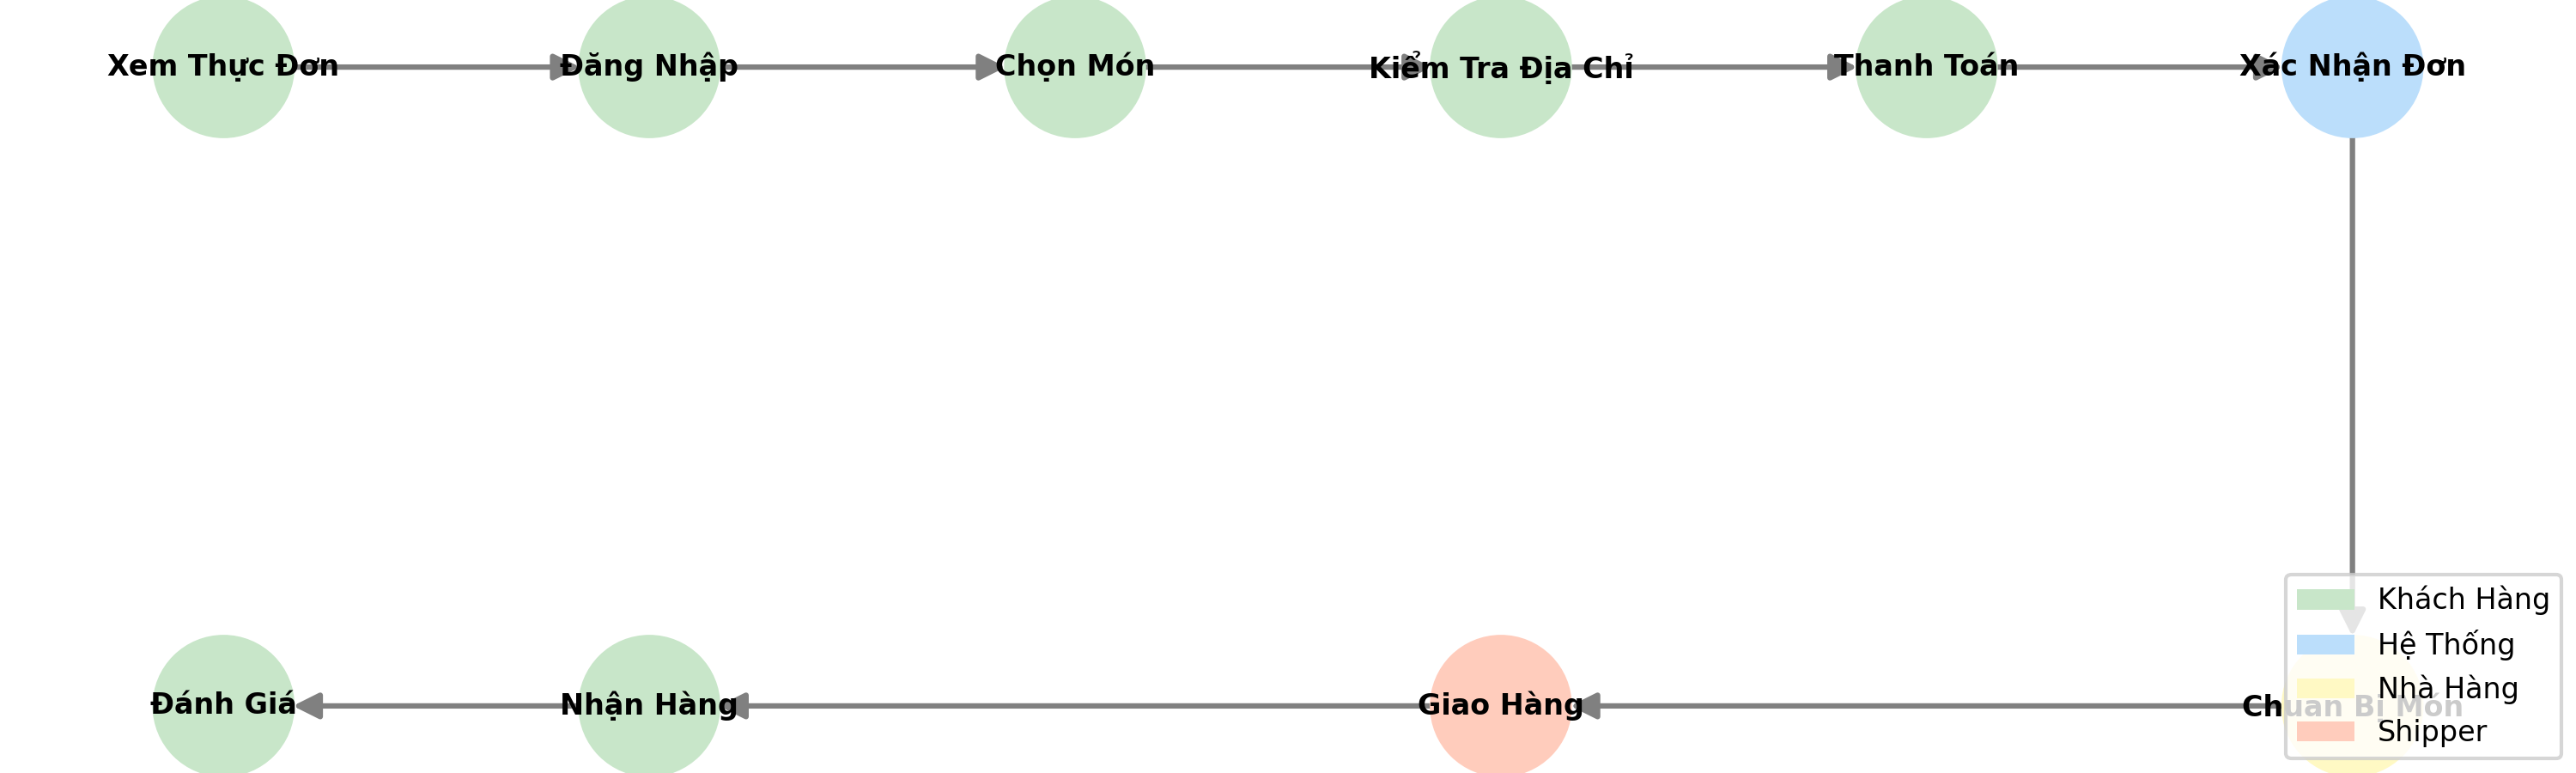 Xem Thực Đơn
Đăng Nhập
Chọn Món
Kiểm Tra Địa Chỉ
Thanh Toán
Xác Nhận Đơn
Đánh Giá
Nhận Hàng
Giao Hàng
Chuẩn Bị Món
Khách Hàng
Hệ Thống
Nhà Hàng
Shipper